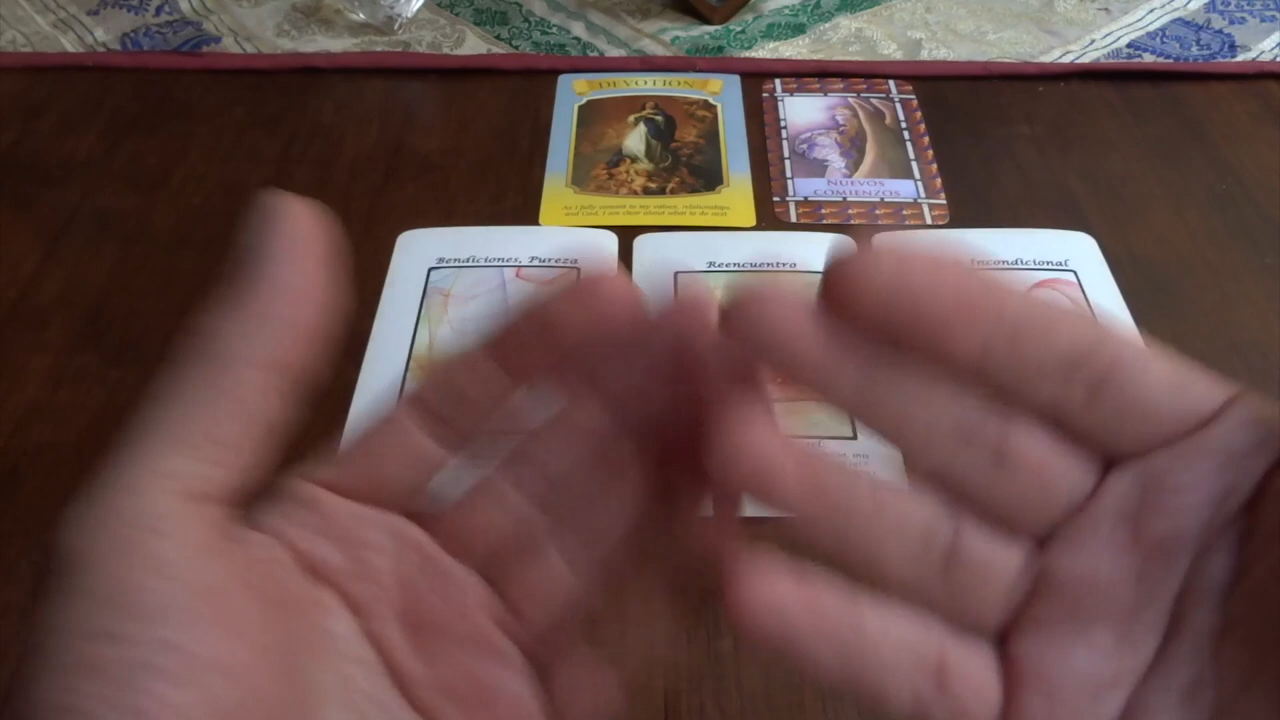 DEVOTION
As I fully commit to my values, relationships,
and God, I am clear about what to do next.
NUEVOS
COMIENZOS
Bendiciones, Pureza
Reencuentro
Incondicional